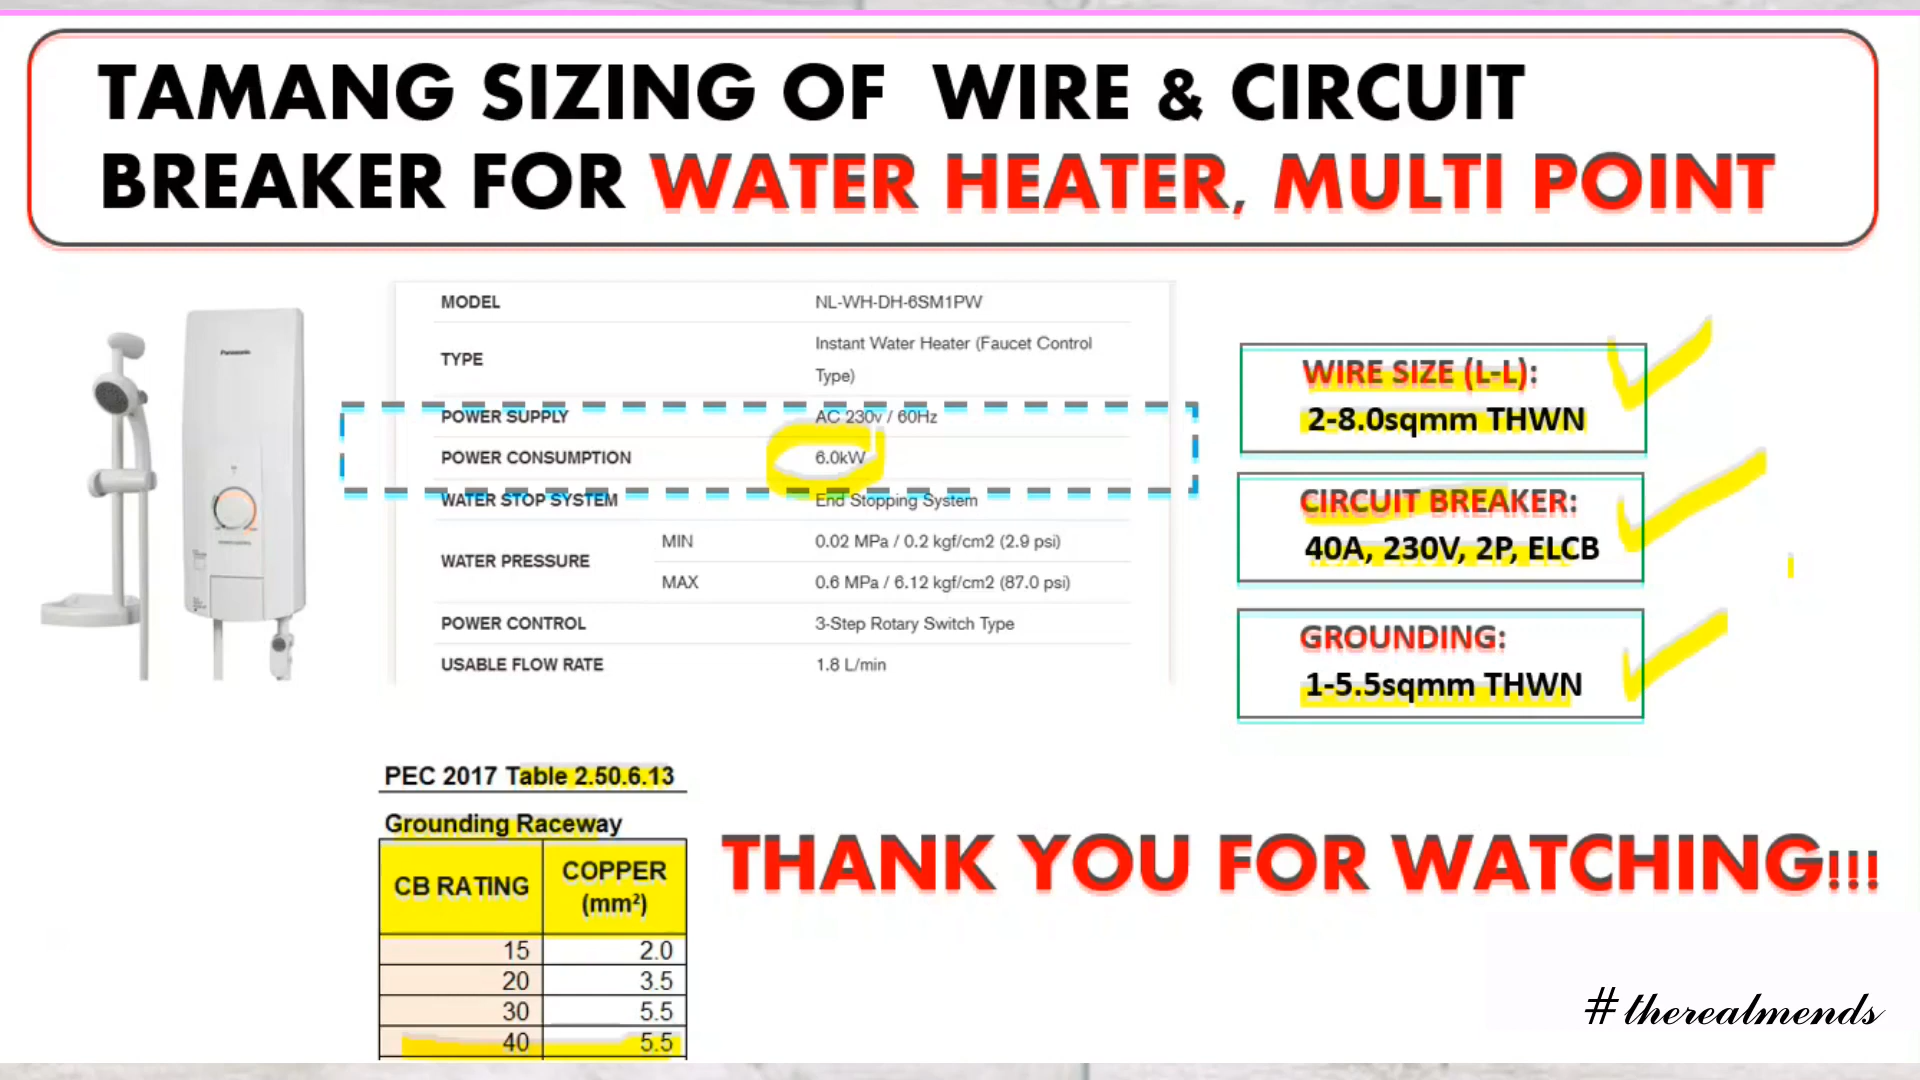 TAMANG SIZING OF WIRE & CIRCUIT
BREAKER FOR WATER HEATER, MULTI POINT
Panasonic
MODEL NL-WH-DH-6SM1PW
TYPE Instant Water Heater (Faucet Control
Type)
POWER SUPPLY AC 230v / 60Hz
POWER CONSUMPTION 6.0kW
WATER STOP SYSTEM End Stopping System
WATER PRESSURE MIN 0.02 MPa / 0.2 kgf/cm2 (2.9 psi)
MAX 0.6 MPa / 6.12 kgf/cm2 (87.0 psi)
POWER CONTROL 3-Step Rotary Switch Type
USABLE FLOW RATE 1.8 L/min
WIRE SIZE (L-L):
2-8.0sqmm THWN
CIRCUIT BREAKER:
40A, 230V, 2P, ELCB
GROUNDING:
1-5.5sqmm THWN
PEC 2017 Table 2.50.6.13
Grounding Raceway
CB RATING COPPER
(mm²)
15 2.0
20 3.5
30 5.5
40 5.5
THANK YOU FOR WATCHING!!!
#therealmends